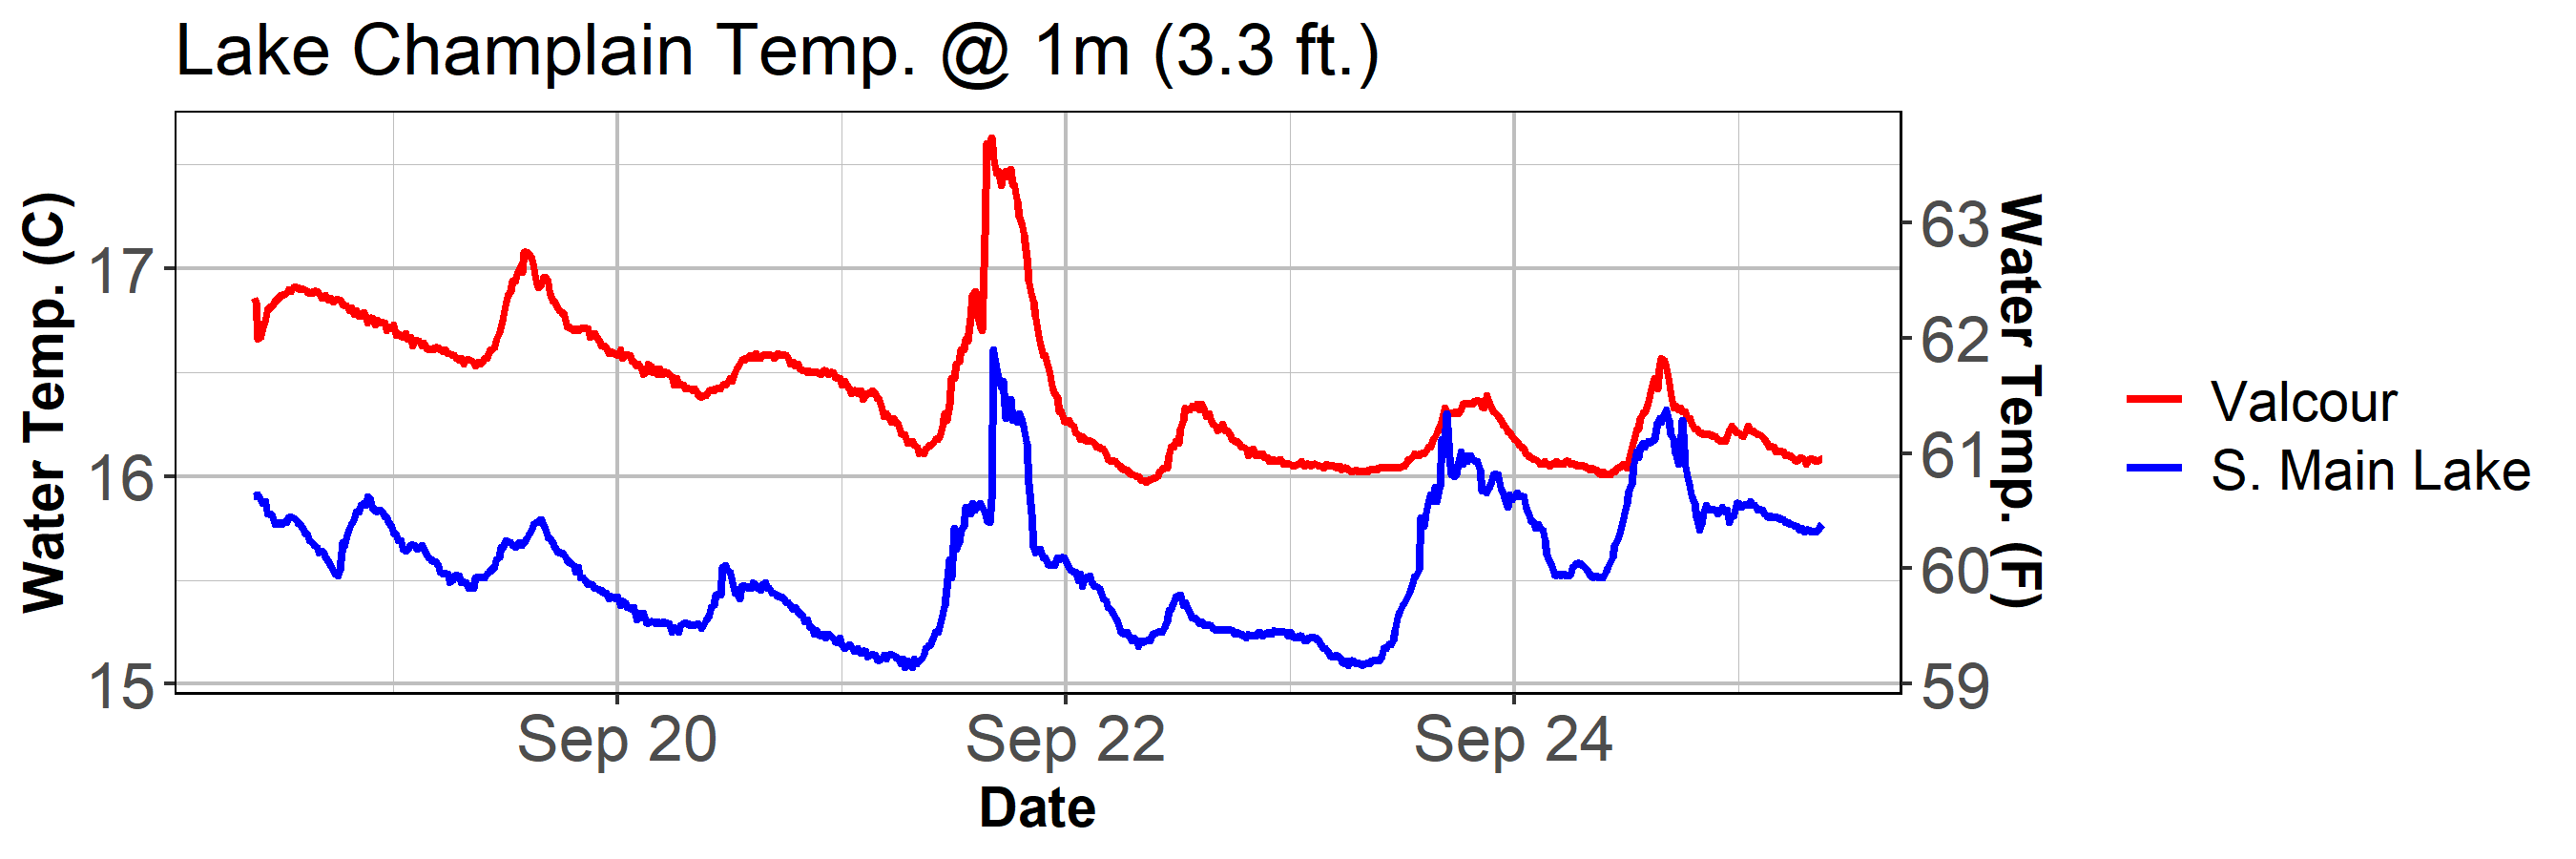 Lake Champlain Temp. @ 1m (3.3 ft.)
Water Temp. (C)
17
16
15
63
62
61
60
59
Water Temp. (F)
Sep 20
Sep 22
Sep 24
Date
Valcour
S. Main Lake